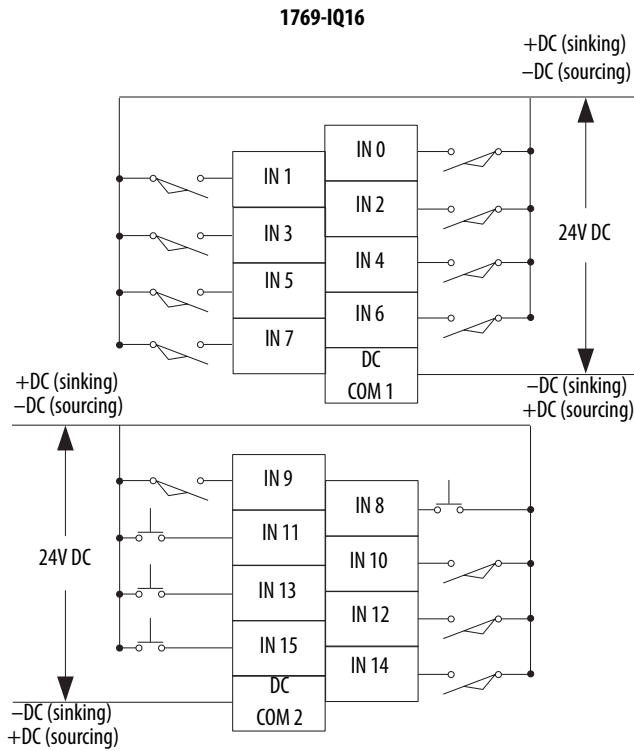 1769-IQ16
+DC (sinking)
−DC (sourcing)
IN 0
IN 1
IN 2
IN 3
24V DC
IN 4
IN 5
IN 6
IN 7
DC
COM 1
+DC (sinking)
−DC (sourcing)
−DC (sinking)
+DC (sourcing)
IN 9
IN 8
IN 11
24V DC
IN 10
IN 13
IN 12
IN 15
IN 14
DC
COM 2
−DC (sinking)
+DC (sourcing)